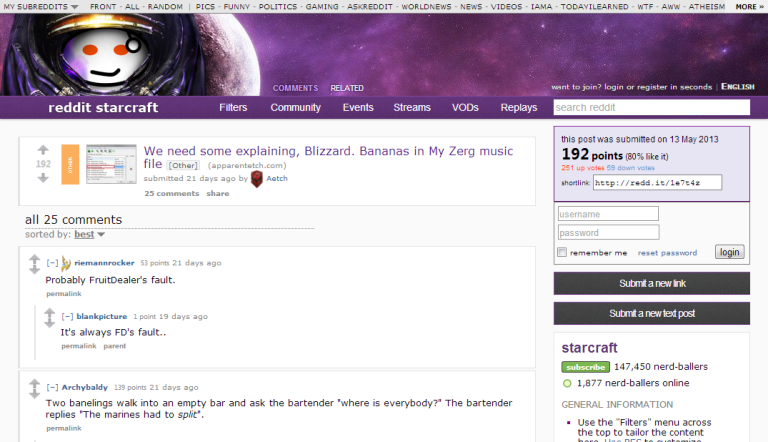 MY SUBREDDITS FRONT - ALL - RANDOM | PICS - FUNNY - POLITICS - GAMING - ASKREDDIT - WORLDNEWS - NEWS - VIDEOS - IAMA - TODAYILEARNED - WTF - AWW - ATHEISM MORE »
COMMENTS RELATED
want to join? login or register in seconds | ENGLISH
reddit starcraft Filters Community Events Streams VODs Replays search reddit
192
other
We need some explaining, Blizzard. Bananas in My Zerg music
file [Other] (apparentetch.com)
submitted 21 days ago by Aetch
25 comments share
all 25 comments
sorted by: best
[–] riemannrocker 53 points 21 days ago
Probably FruitDealer's fault.
permalink
[–] blankpicture 1 point 19 days ago
It's always FD's fault..
permalink parent
[–] Archybaldy 139 points 21 days ago
Two banelings walk into an empty bar and ask the bartender "where is everybody?" The bartender
replies "The marines had to split".
permalink
this post was submitted on 13 May 2013
192 points (80% like it)
251 up votes 59 down votes
shortlink: http://redd.it/1e7t4z
username
password
remember me reset password login
Submit a new link
Submit a new text post
starcraft
subscribe 147,450 nerd-ballers
1,877 nerd-ballers online
GENERAL INFORMATION
Use the "Filters" menu across
the top to tailor the content